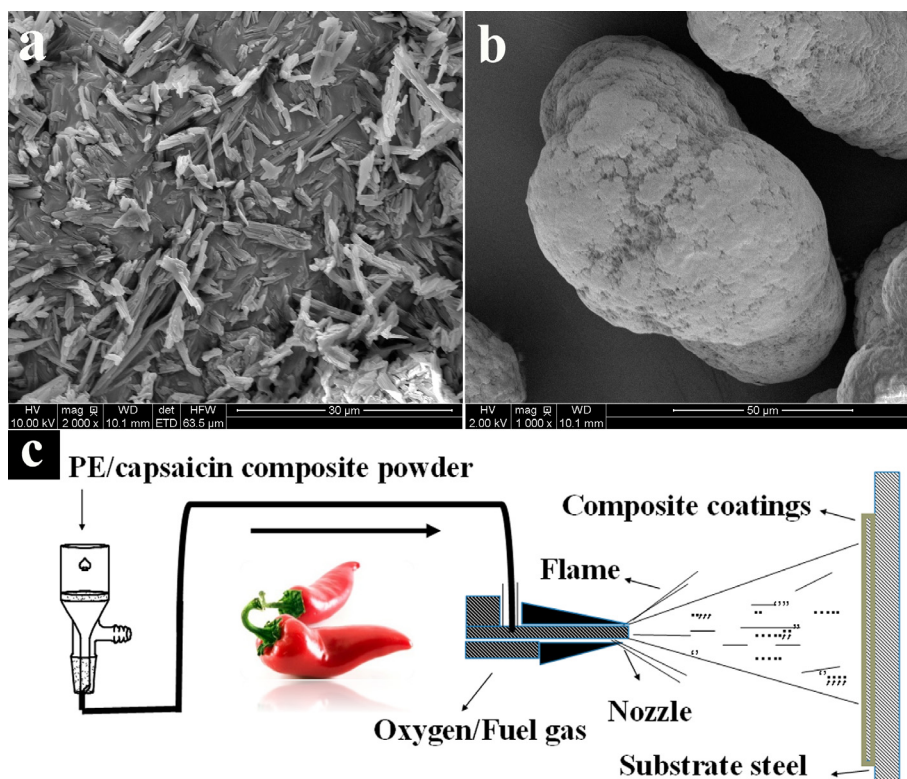 a
HV mag WD det HFW 30 µm
10.00 kV 2 000 x 10.1 mm ETD 63.5 µm
b
HV mag WD 50 µm
2.00 kV 1 000 x 10.1 mm
c
PE/capsaicin composite powder
Composite coatings
Flame
Nozzle
Oxygen/Fuel gas
Substrate steel